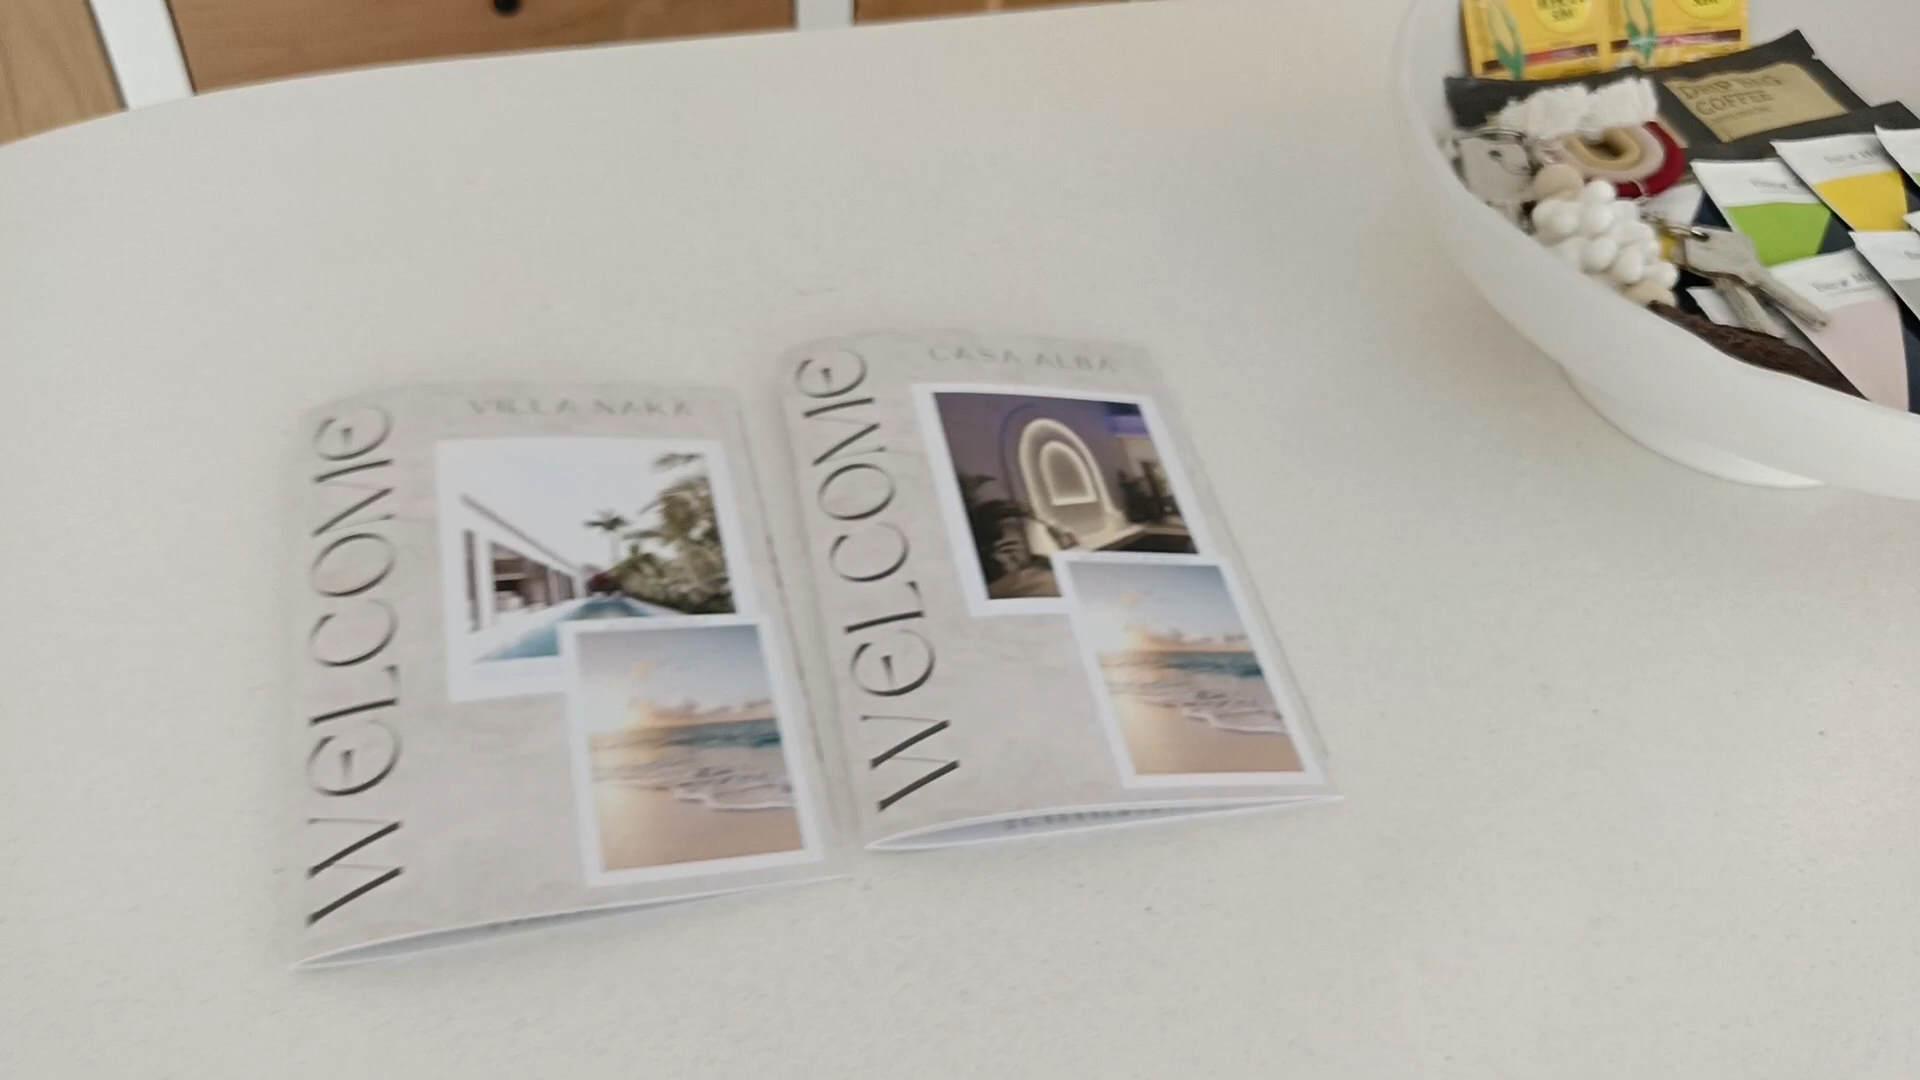 VILLA NAKA
WELCOME
CASA ALBA
WELCOME
DRIP BAG
COFFEE